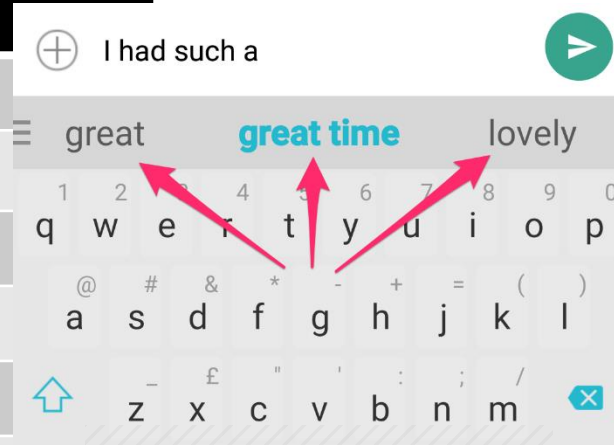 I had such a
great great time lovely
1 2 3 4 5 6 7 8 9 0
q w e r t y u i o p
@ # & * - + = ( )
a s d f g h j k l
_ £ " ' : ; /
z x c v b n m